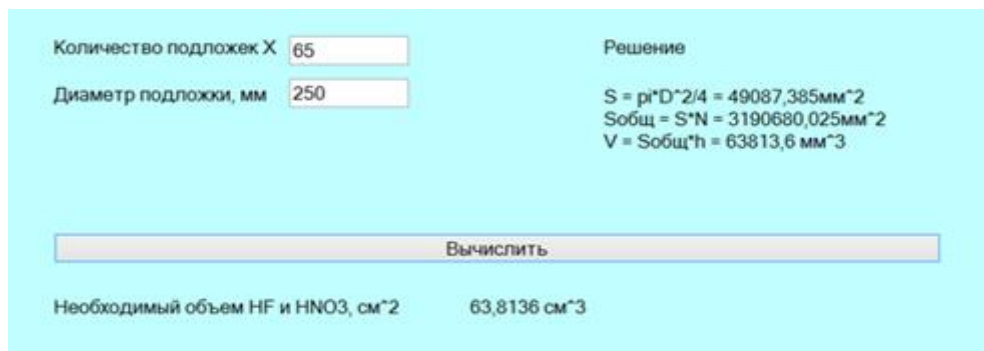 Количество подложек X 65
Диаметр подложки, мм 250
Решение
S = pi*D^2/4 = 49087,385мм^2
Sобщ = S*N = 3190680,025мм^2
V = Sобщ*h = 63813,6 мм^3
Вычислить
Необходимый объем HF и HNO3, см^2 63,8136 см^3